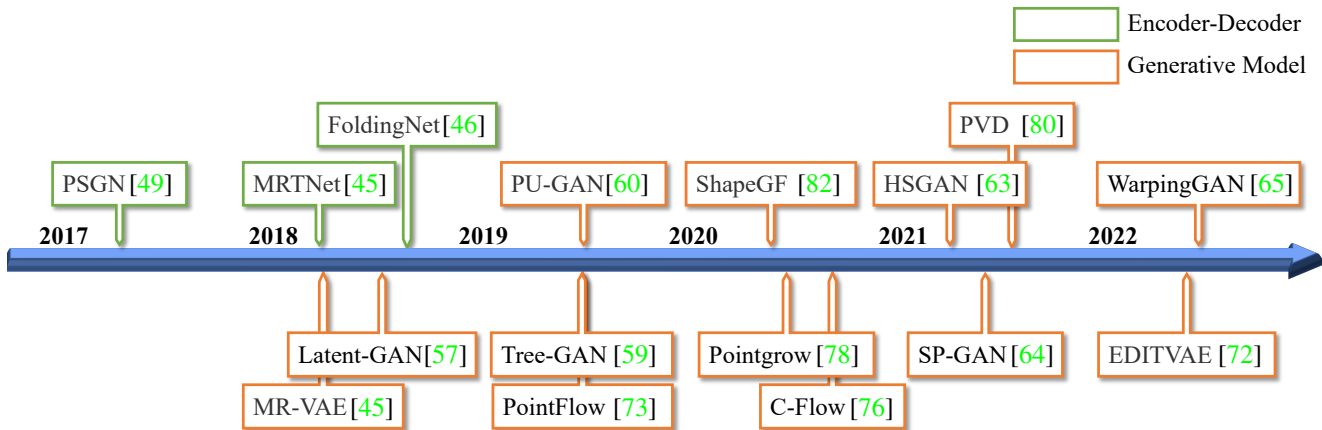 Encoder-Decoder
Generative Model
FoldingNet[46]
PVD [80]
PSGN[49]
MRTNet[45]
PU-GAN[60]
ShapeGF [82]
HSGAN [63]
WarpingGAN [65]
2017
2018
2019
2020
2021
2022
Latent-GAN[57]
Tree-GAN [59]
Pointgrow [78]
SP-GAN [64]
EDITVAE [72]
MR-VAE[45]
PointFlow [73]
C-Flow [76]